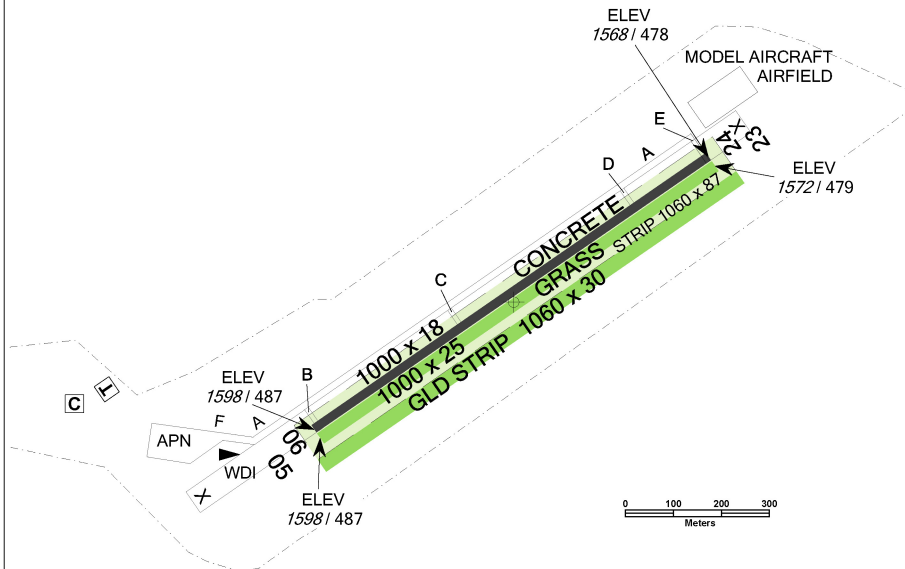 ELEV
1568 / 478
MODEL AIRCRAFT
AIRFIELD
E
A
X
23
24
D
ELEV
1572 / 479
CONCRETE
GRASS
STRIP 1060 x 87
C
1000 x 18
1000 x 25
GLD STRIP 1060 x 30
ELEV
1598 / 487
B
T
C
F
A
APN
WDI
06
05
X
ELEV
1598 / 487
0 100 200 300
Meters